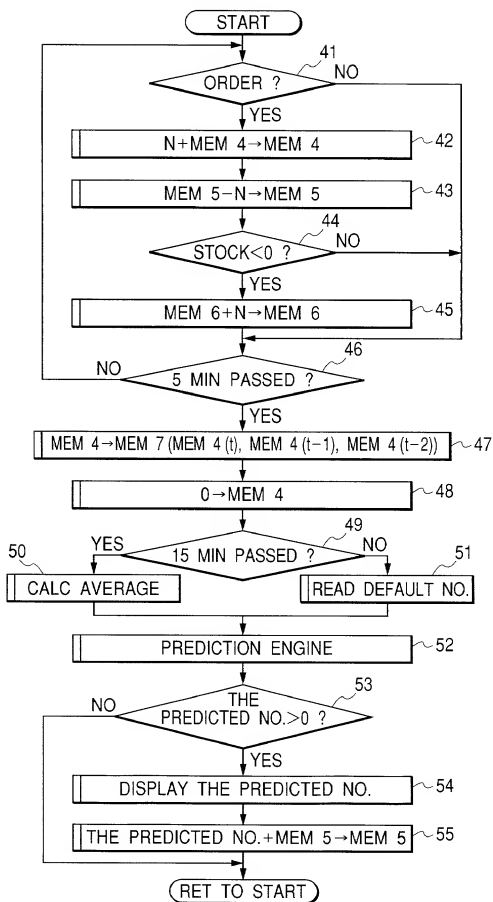 START
41
ORDER ?
NO
YES
N+MEM 4→MEM 4
42
MEM 5−N→MEM 5
43
44
STOCK<0 ?
NO
YES
MEM 6+N→MEM 6
45
46
NO
5 MIN PASSED ?
YES
MEM 4→MEM 7 (MEM 4 (t), MEM 4 (t−1), MEM 4 (t−2))
47
0→MEM 4
48
49
50
YES
15 MIN PASSED ?
NO
51
CALC AVERAGE
READ DEFAULT NO.
PREDICTION ENGINE
52
53
NO
THE
PREDICTED NO.>0 ?
YES
DISPLAY THE PREDICTED NO.
54
THE PREDICTED NO.+MEM 5→MEM 5
55
RET TO START